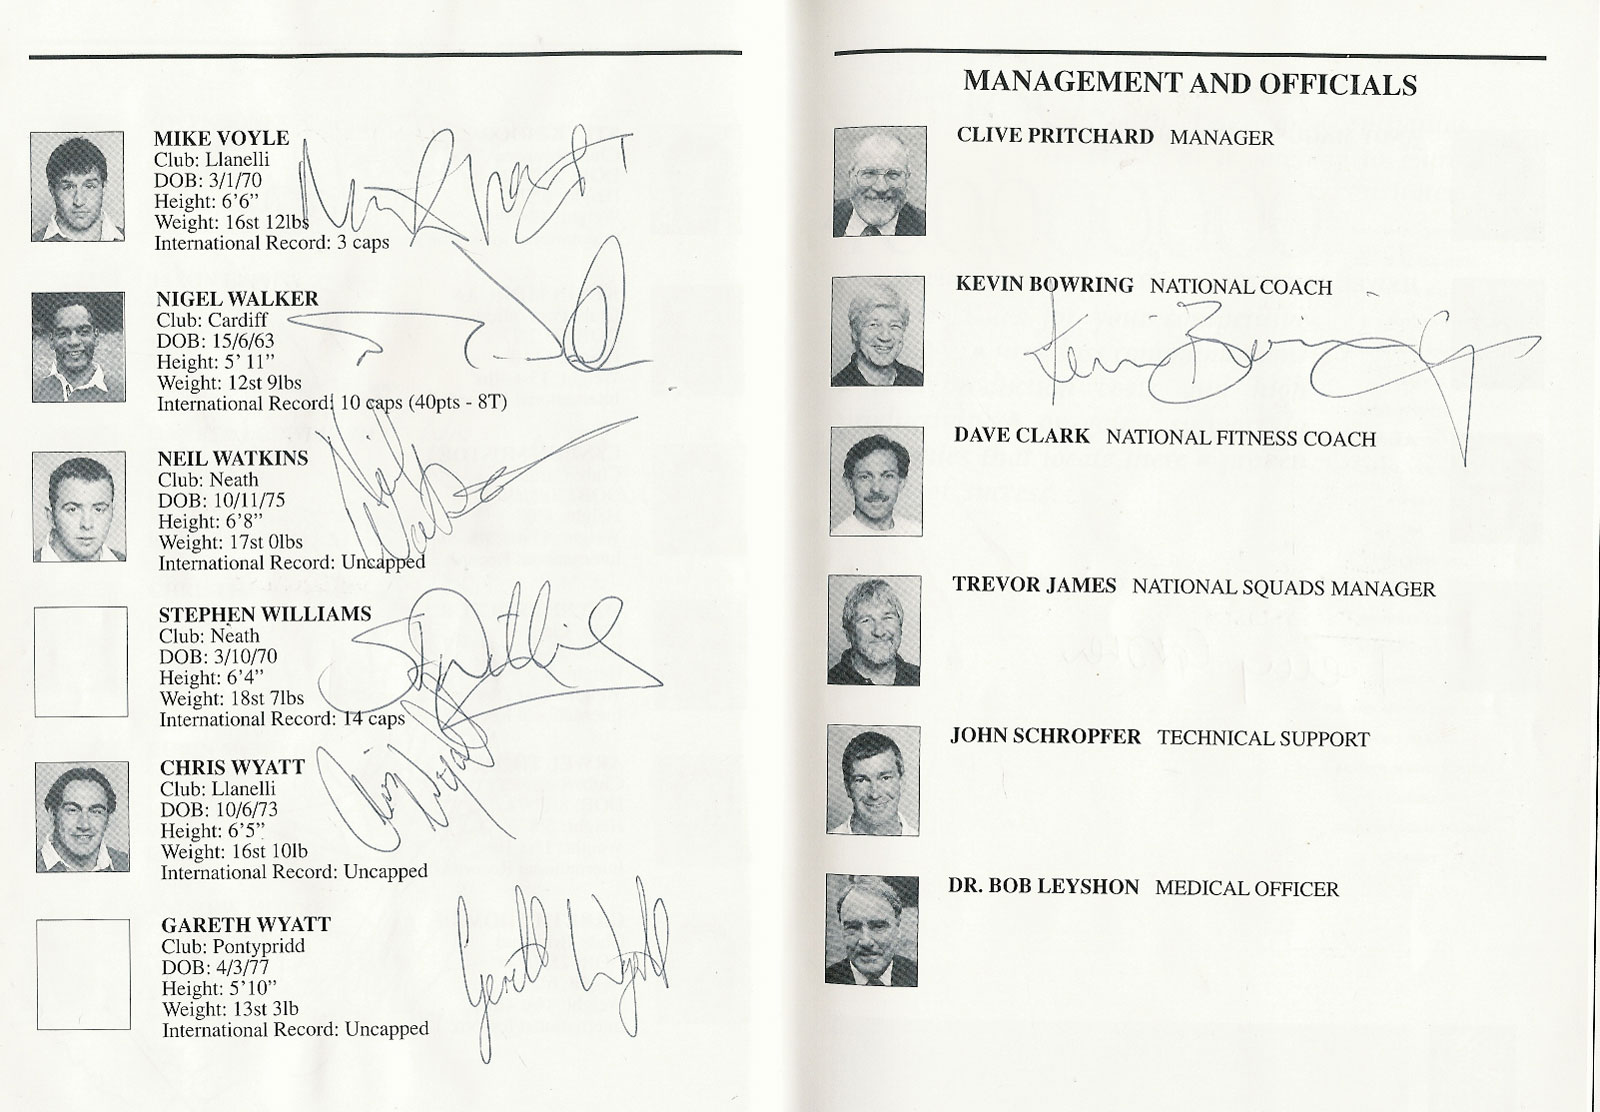 MIKE VOYLE
Club: Llanelli
DOB: 3/1/70
Height: 6'6"
Weight: 16st 12lbs
International Record: 3 caps
NIGEL WALKER
Club: Cardiff
DOB: 15/6/63
Height: 5' 11"
Weight: 12st 9lbs
International Record: 10 caps (40pts - 8T)
NEIL WATKINS
Club: Neath
DOB: 10/11/75
Height: 6'8"
Weight: 17st 0lbs
International Record: Uncapped
Neil
Watkins
STEPHEN WILLIAMS
Club: Neath
DOB: 3/10/70
Height: 6'4"
Weight: 18st 7lbs
International Record: 14 caps
CHRIS WYATT
Club: Llanelli
DOB: 10/6/73
Height: 6'5"
Weight: 16st 10lb
International Record: Uncapped
Chris Wyatt
GARETH WYATT
Club: Pontypridd
DOB: 4/3/77
Height: 5'10"
Weight: 13st 3lb
International Record: Uncapped
Gareth Wyatt
MANAGEMENT AND OFFICIALS
CLIVE PRITCHARD MANAGER
KEVIN BOWRING NATIONAL COACH
Kevin Bowring
DAVE CLARK NATIONAL FITNESS COACH
TREVOR JAMES NATIONAL SQUADS MANAGER
JOHN SCHROPFER TECHNICAL SUPPORT
DR. BOB LEYSHON MEDICAL OFFICER